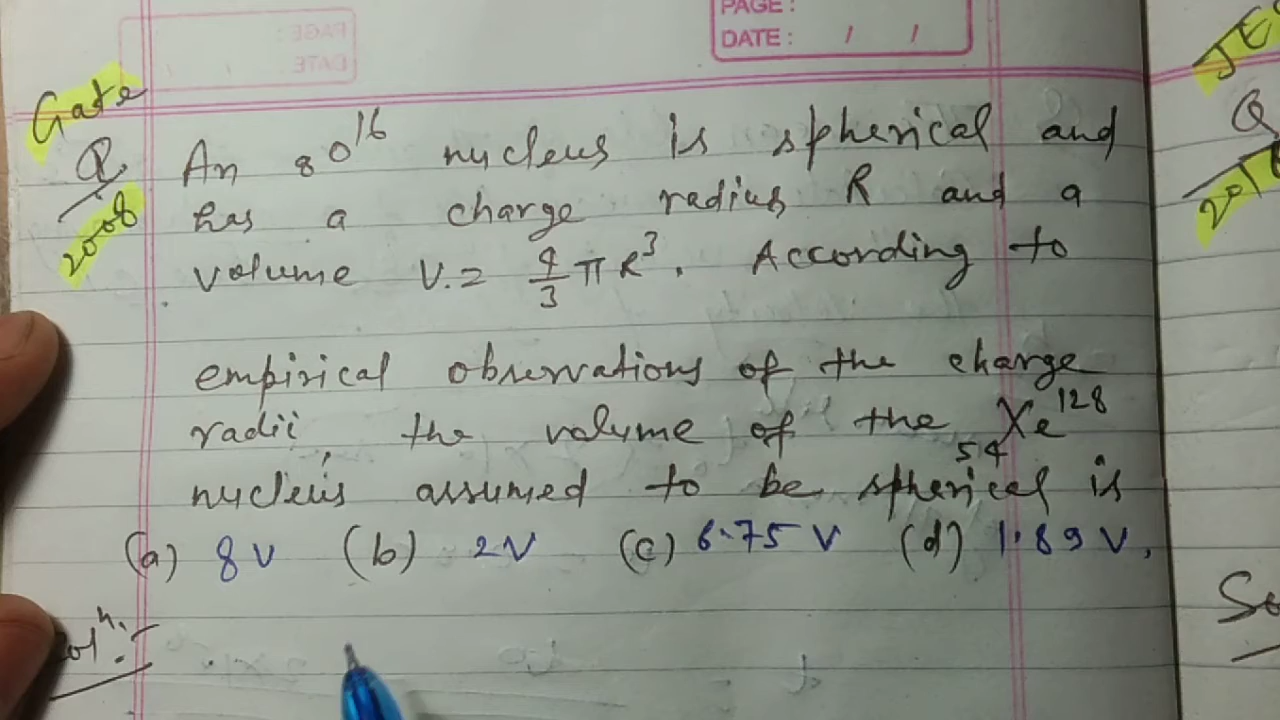 PAGE :
DATE : / /
Gate
Q An ₈O¹⁶ nucleus is spherical and
2008 has a charge radius R and a
volume V = 4/3 πR³. According to
empirical observations of the charge
radii the volume of the ₅₄Xe¹²⁸
nucleus assumed to be spherical is
(a) 8V (b) 2V (c) 6.75 V (d) 1.89 V.
Solⁿ. :-
Q